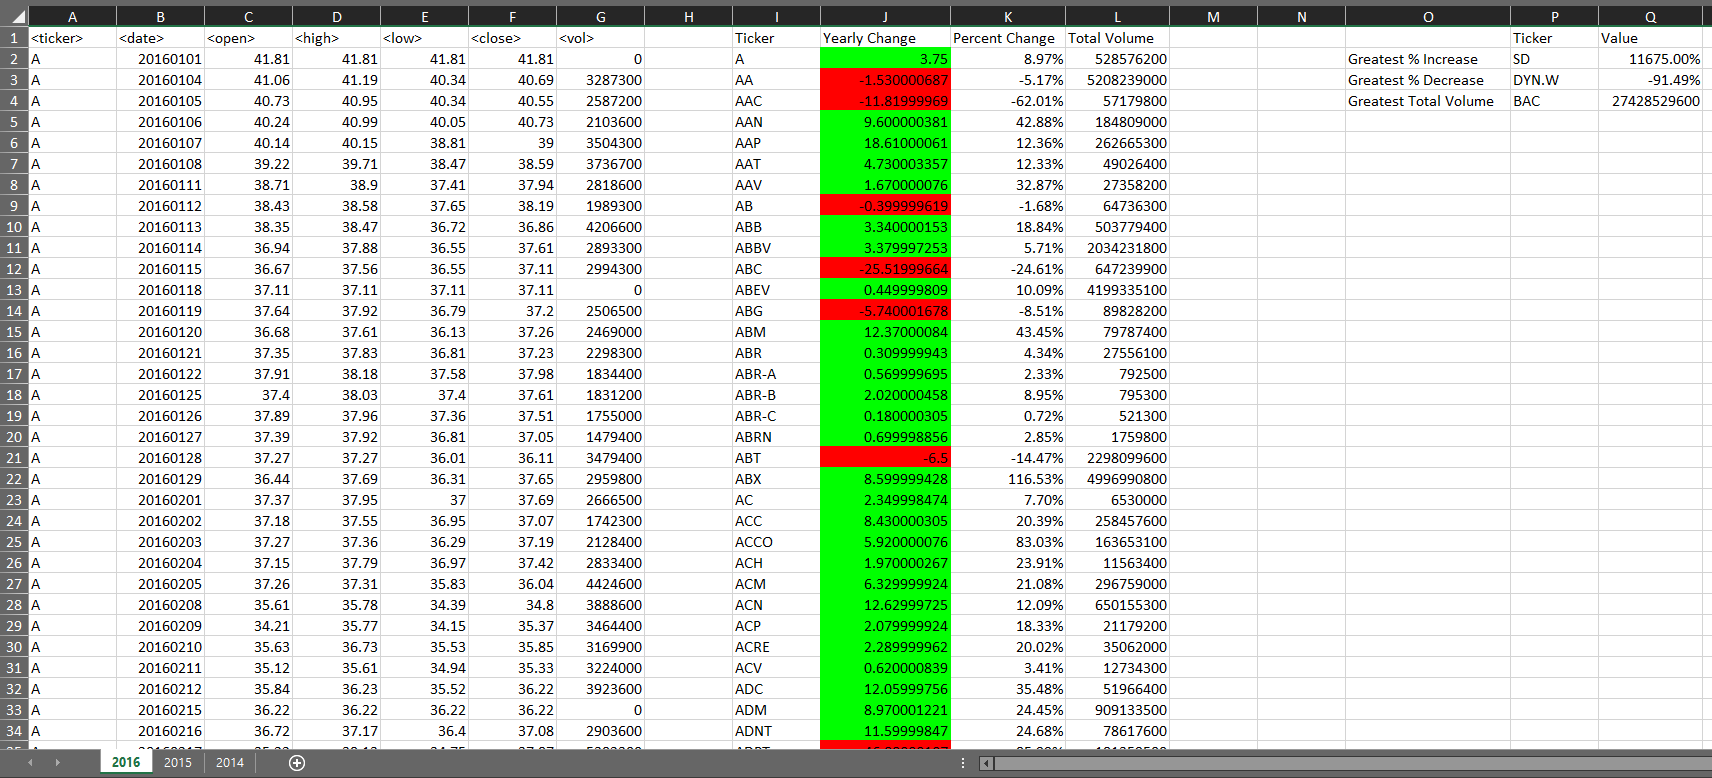 A B C D E F G H I J K L M N O P Q
1 <ticker> <date> <open> <high> <low> <close> <vol> Ticker Yearly Change Percent Change Total Volume Ticker Value
2 A 20160101 41.81 41.81 41.81 41.81 0 A 3.75 8.97% 528576200 Greatest % Increase SD 11675.00%
3 A 20160104 41.06 41.19 40.34 40.69 3287300 AA -1.530000687 -5.17% 5208239000 Greatest % Decrease DYN.W -91.49%
4 A 20160105 40.73 40.95 40.34 40.55 2587200 AAC -11.81999969 -62.01% 57179800 Greatest Total Volume BAC 27428529600
5 A 20160106 40.24 40.99 40.05 40.73 2103600 AAN 9.600000381 42.88% 184809000
6 A 20160107 40.14 40.15 38.81 39 3504300 AAP 18.61000061 12.36% 262665300
7 A 20160108 39.22 39.71 38.47 38.59 3736700 AAT 4.730003357 12.33% 49026400
8 A 20160111 38.71 38.9 37.41 37.94 2818600 AAV 1.670000076 32.87% 27358200
9 A 20160112 38.43 38.58 37.65 38.19 1989300 AB -0.399999619 -1.68% 64736300
10 A 20160113 38.35 38.47 36.72 36.86 4206600 ABB 3.340000153 18.84% 503779400
11 A 20160114 36.94 37.88 36.55 37.61 2893300 ABBV 3.379997253 5.71% 2034231800
12 A 20160115 36.67 37.56 36.55 37.11 2994300 ABC -25.51999664 -24.61% 647239900
13 A 20160118 37.11 37.11 37.11 37.11 0 ABEV 0.449999809 10.09% 4199335100
14 A 20160119 37.64 37.92 36.79 37.2 2506500 ABG -5.740001678 -8.51% 89828200
15 A 20160120 36.68 37.61 36.13 37.26 2469000 ABM 12.37000084 43.45% 79787400
16 A 20160121 37.35 37.83 36.81 37.23 2298300 ABR 0.309999943 4.34% 27556100
17 A 20160122 37.91 38.18 37.58 37.98 1834400 ABR-A 0.569999695 2.33% 792500
18 A 20160125 37.4 38.03 37.4 37.61 1831200 ABR-B 2.020000458 8.95% 795300
19 A 20160126 37.89 37.96 37.36 37.51 1755000 ABR-C 0.180000305 0.72% 521300
20 A 20160127 37.39 37.92 36.81 37.05 1479400 ABRN 0.699998856 2.85% 1759800
21 A 20160128 37.27 37.27 36.01 36.11 3479400 ABT -6.5 -14.47% 2298099600
22 A 20160129 36.44 37.69 36.31 37.65 2959800 ABX 8.599999428 116.53% 4996990800
23 A 20160201 37.37 37.95 37 37.69 2666500 AC 2.349998474 7.70% 6530000
24 A 20160202 37.18 37.55 36.95 37.07 1742300 ACC 8.430000305 20.39% 258457600
25 A 20160203 37.27 37.36 36.29 37.19 2128400 ACCO 5.920000076 83.03% 163653100
26 A 20160204 37.15 37.79 36.97 37.42 2833400 ACH 1.970000267 23.91% 11563400
27 A 20160205 37.26 37.31 35.83 36.04 4424600 ACM 6.329999924 21.08% 296759000
28 A 20160208 35.61 35.78 34.39 34.8 3888600 ACN 12.62999725 12.09% 650155300
29 A 20160209 34.21 35.77 34.15 35.37 3464400 ACP 2.079999924 18.33% 21179200
30 A 20160210 35.63 36.73 35.53 35.85 3169900 ACRE 2.289999962 20.02% 35062000
31 A 20160211 35.12 35.61 34.94 35.33 3224000 ACV 0.620000839 3.41% 12734300
32 A 20160212 35.84 36.23 35.52 36.22 3923600 ADC 12.05999756 35.48% 51966400
33 A 20160215 36.22 36.22 36.22 36.22 0 ADM 8.970001221 24.45% 909133500
34 A 20160216 36.72 37.17 36.4 37.08 2903600 ADNT 11.59999847 24.68% 78617600
2016 2015 2014